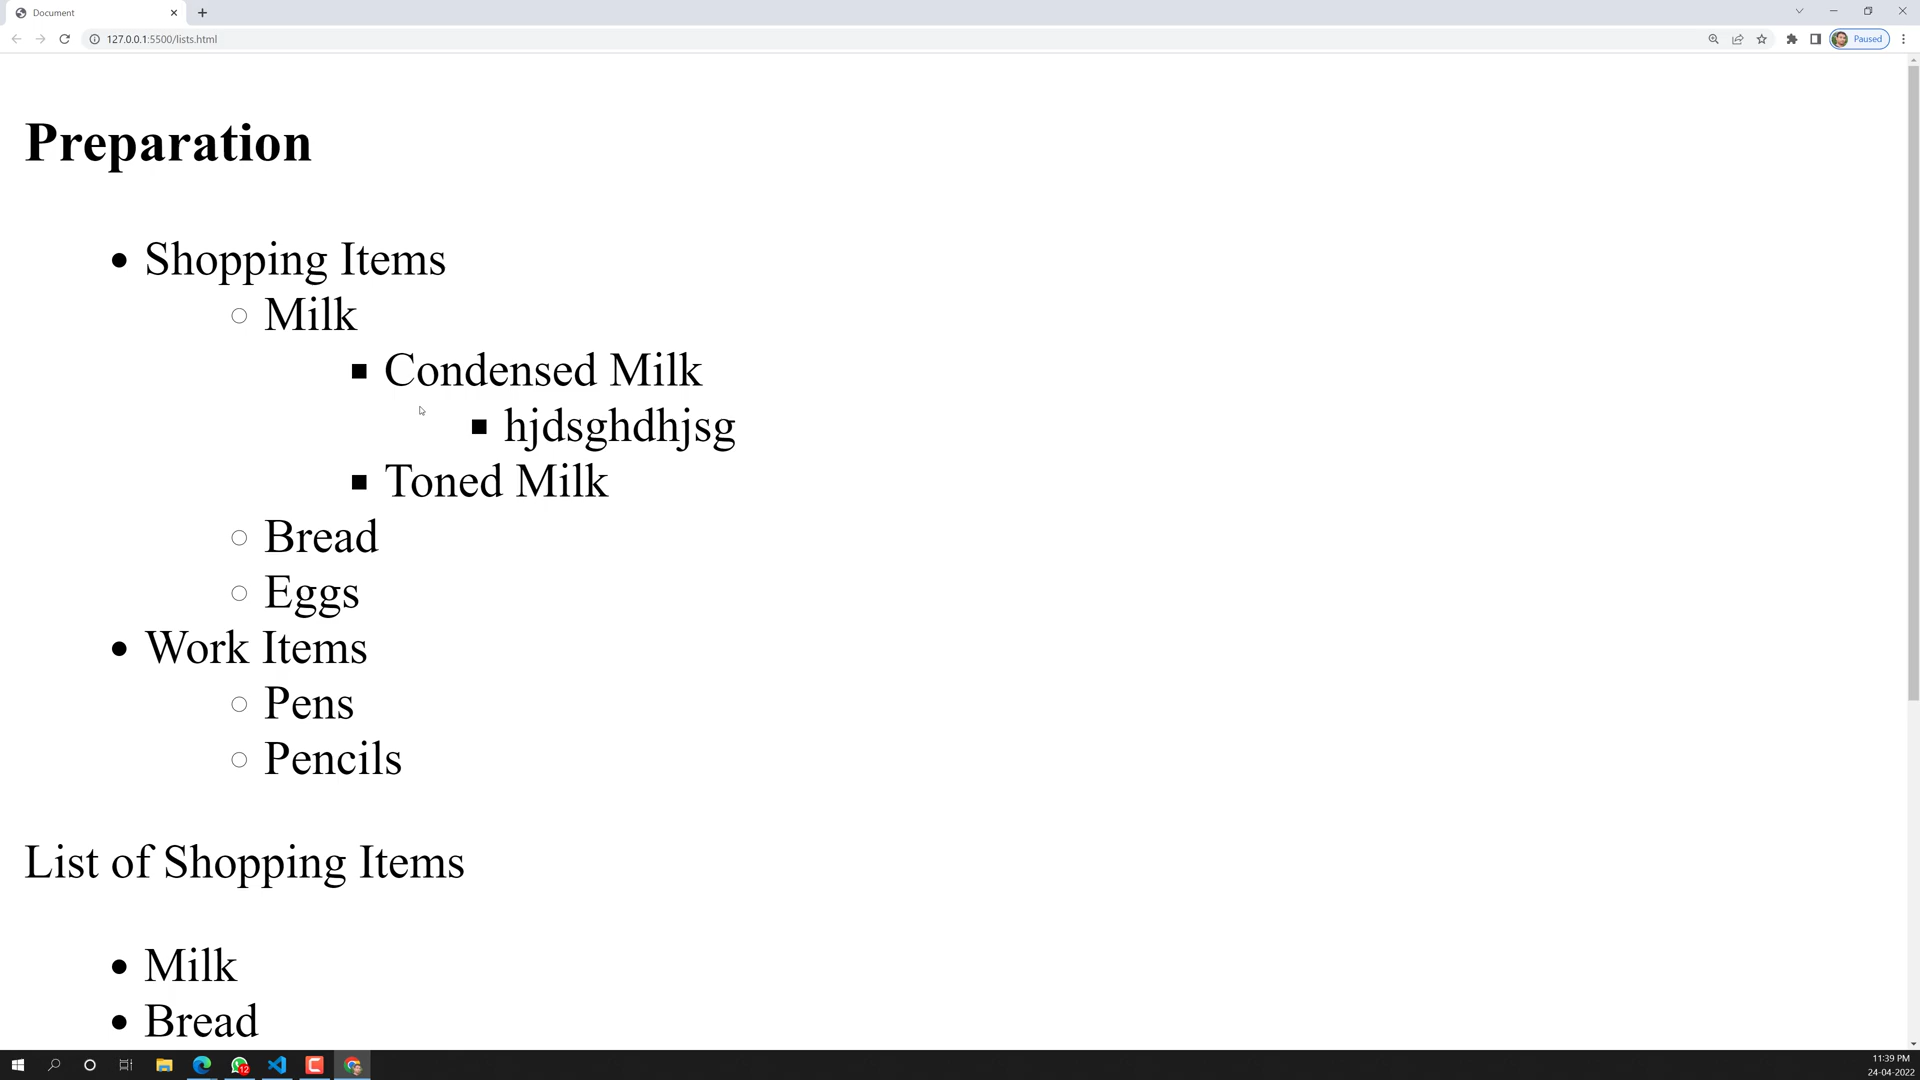 Document
127.0.0.1:5500/lists.html
Paused
Preparation
Shopping Items
Milk
Condensed Milk
hjdsghdhjsg
Toned Milk
Bread
Eggs
Work Items
Pens
Pencils
List of Shopping Items
Milk
Bread
12
11:39 PM
24-04-2022